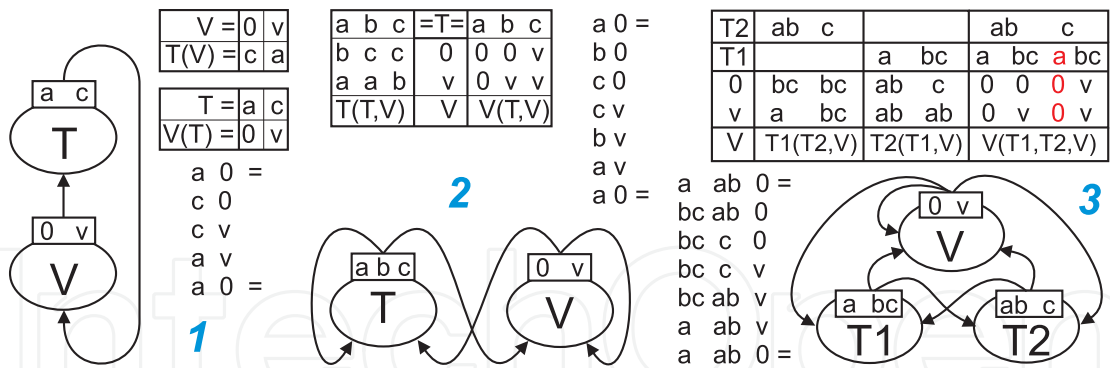 V = 0 v
T(V) = c a
T = a c
V(T) = 0 v
a 0 =
c 0
c v
a v
a 0 =
a c
T
0 v
V
1
a b c =T= a b c
b c c 0 0 0 v
a a b v 0 v v
T(T,V) V V(T,V)
a 0 =
b 0
c 0
c v
b v
a v
a 0 =
2
a b c
T
0 v
V
T2 ab c ab c
T1 a bc a bc a bc
0 bc bc ab c 0 0 0 v
v a bc ab ab 0 v 0 v
V T1(T2,V) T2(T1,V) V(T1,T2,V)
a ab 0 =
bc ab 0
bc c 0
bc c v
bc ab v
a ab v
a ab 0 =
3
0 v
V
a bc
T1
ab c
T2
InTechOpen